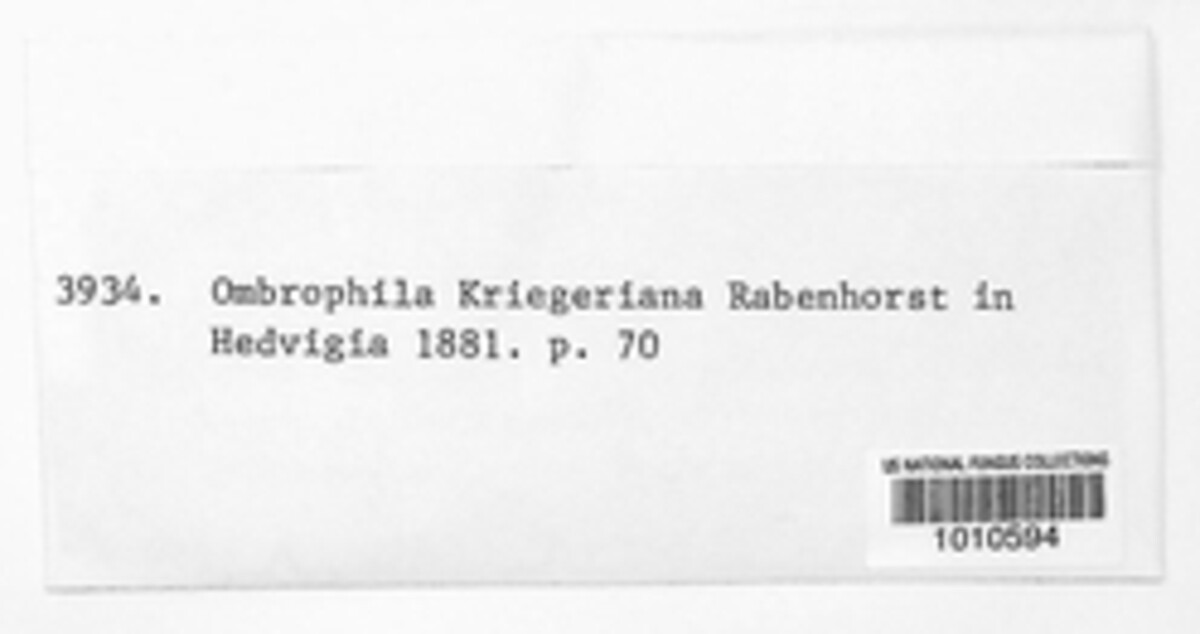 3934. Ombrophila Kriegeriana Rabenhorst in
Hedvigia 1881. p. 70
US NATIONAL FUNGUS COLLECTIONS
1010594